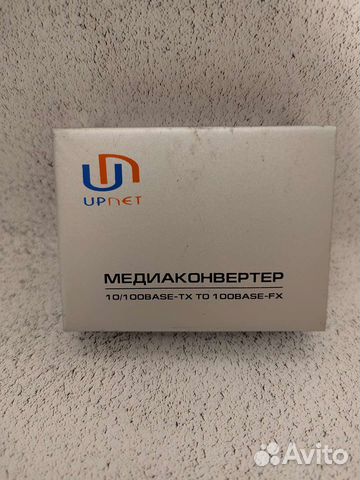 UPNET
МЕДИАКОНВЕРТЕР
10/100BASE-TX TO 100BASE-FX
Avito